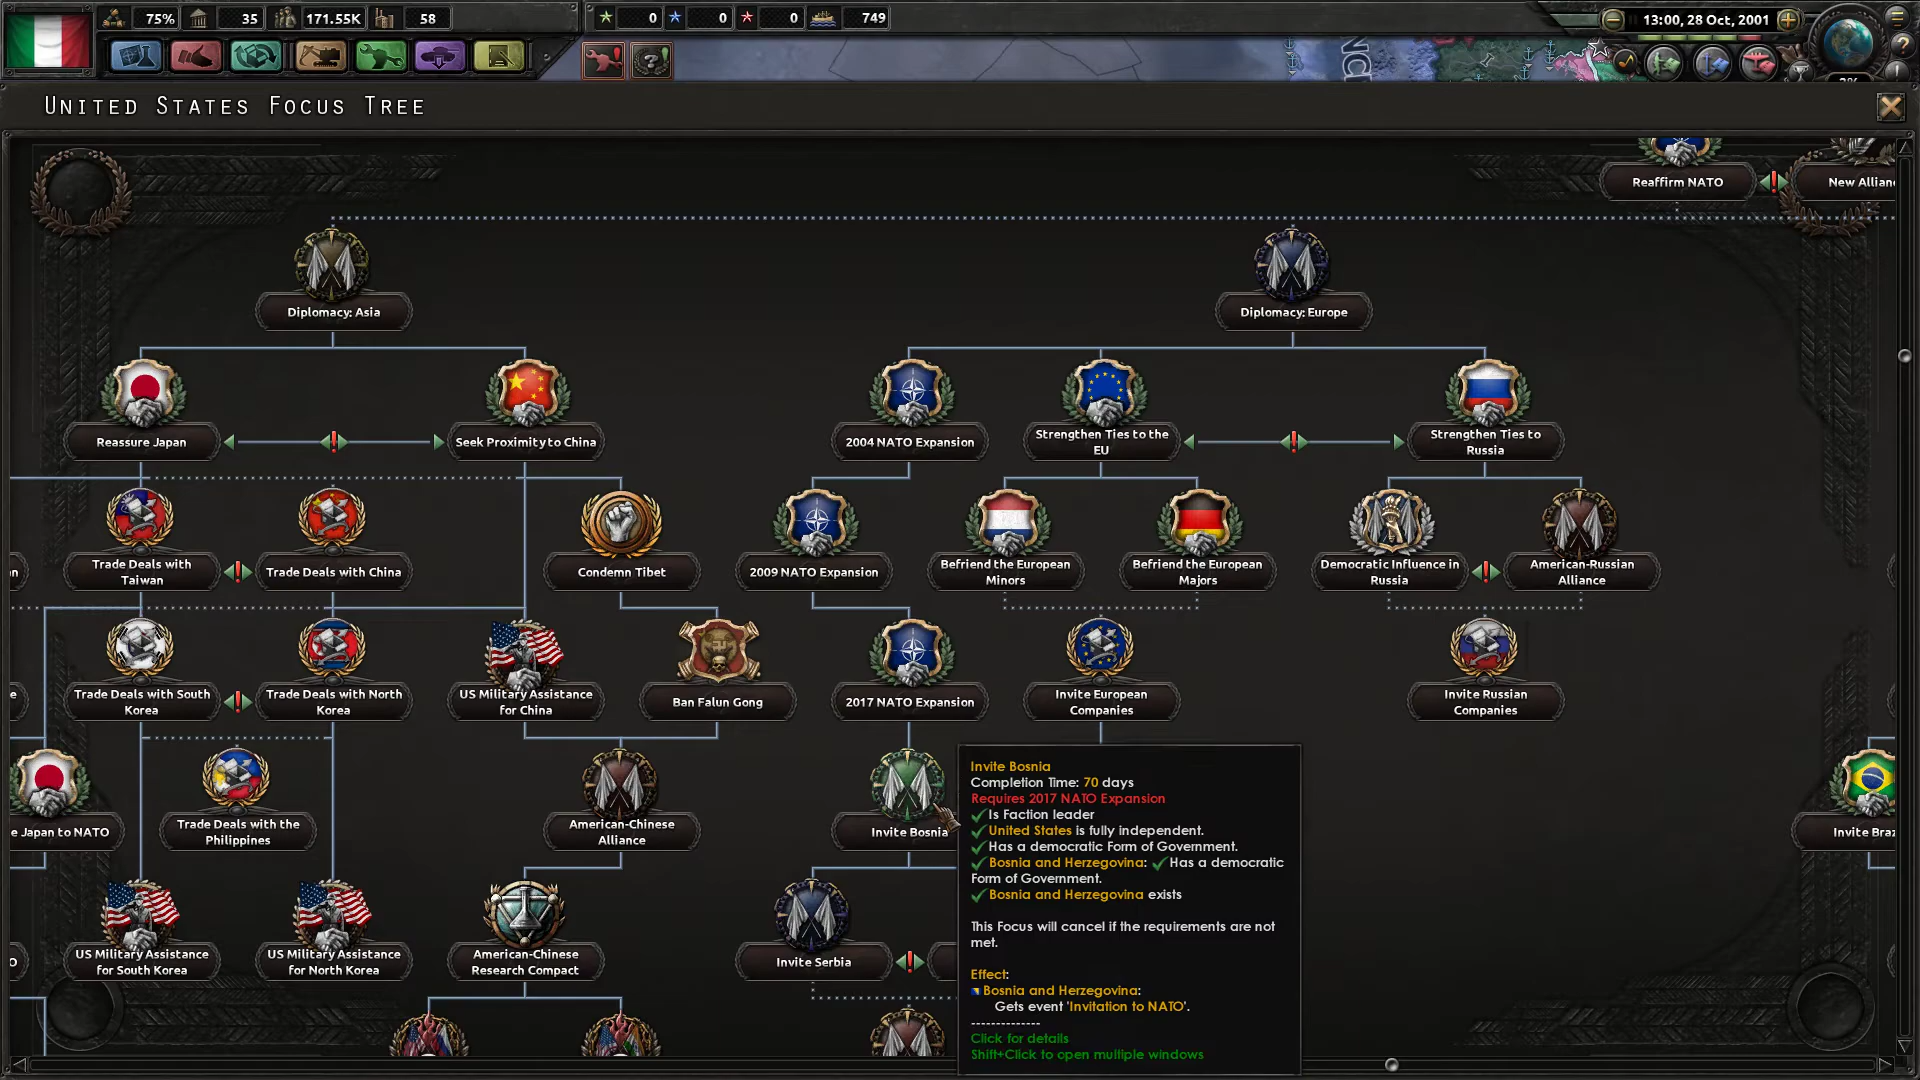 75%
35
171.55K
58
0
0
0
749
13:00, 28 Oct, 2001
United States Focus Tree
Reaffirm NATO
New Allianc
Diplomacy: Asia
Diplomacy: Europe
Reassure Japan
Seek Proximity to China
2004 NATO Expansion
Strengthen Ties to the
EU
Strengthen Ties to
Russia
Trade Deals with
Taiwan
Trade Deals with China
Condemn Tibet
2009 NATO Expansion
Befriend the European
Minors
Befriend the European
Majors
Democratic Influence in
Russia
American-Russian
Alliance
Trade Deals with South
Korea
Trade Deals with North
Korea
US Military Assistance
for China
Ban Falun Gong
2017 NATO Expansion
Invite European
Companies
Invite Russian
Companies
e Japan to NATO
Trade Deals with the
Philippines
American-Chinese
Alliance
Invite Bosnia
Invite Braz
US Military Assistance
for South Korea
US Military Assistance
for North Korea
American-Chinese
Research Compact
Invite Serbia
Invite Bosnia
Completion Time: 70 days
Requires 2017 NATO Expansion
Is Faction leader
United States is fully independent.
Has a democratic Form of Government.
Bosnia and Herzegovina: Has a democratic
Form of Government.
Bosnia and Herzegovina exists
This Focus will cancel if the requirements are not
met.
Effect:
Bosnia and Herzegovina:
Gets event 'Invitation to NATO'.
--------------
Click for details
Shift+Click to open multiple windows